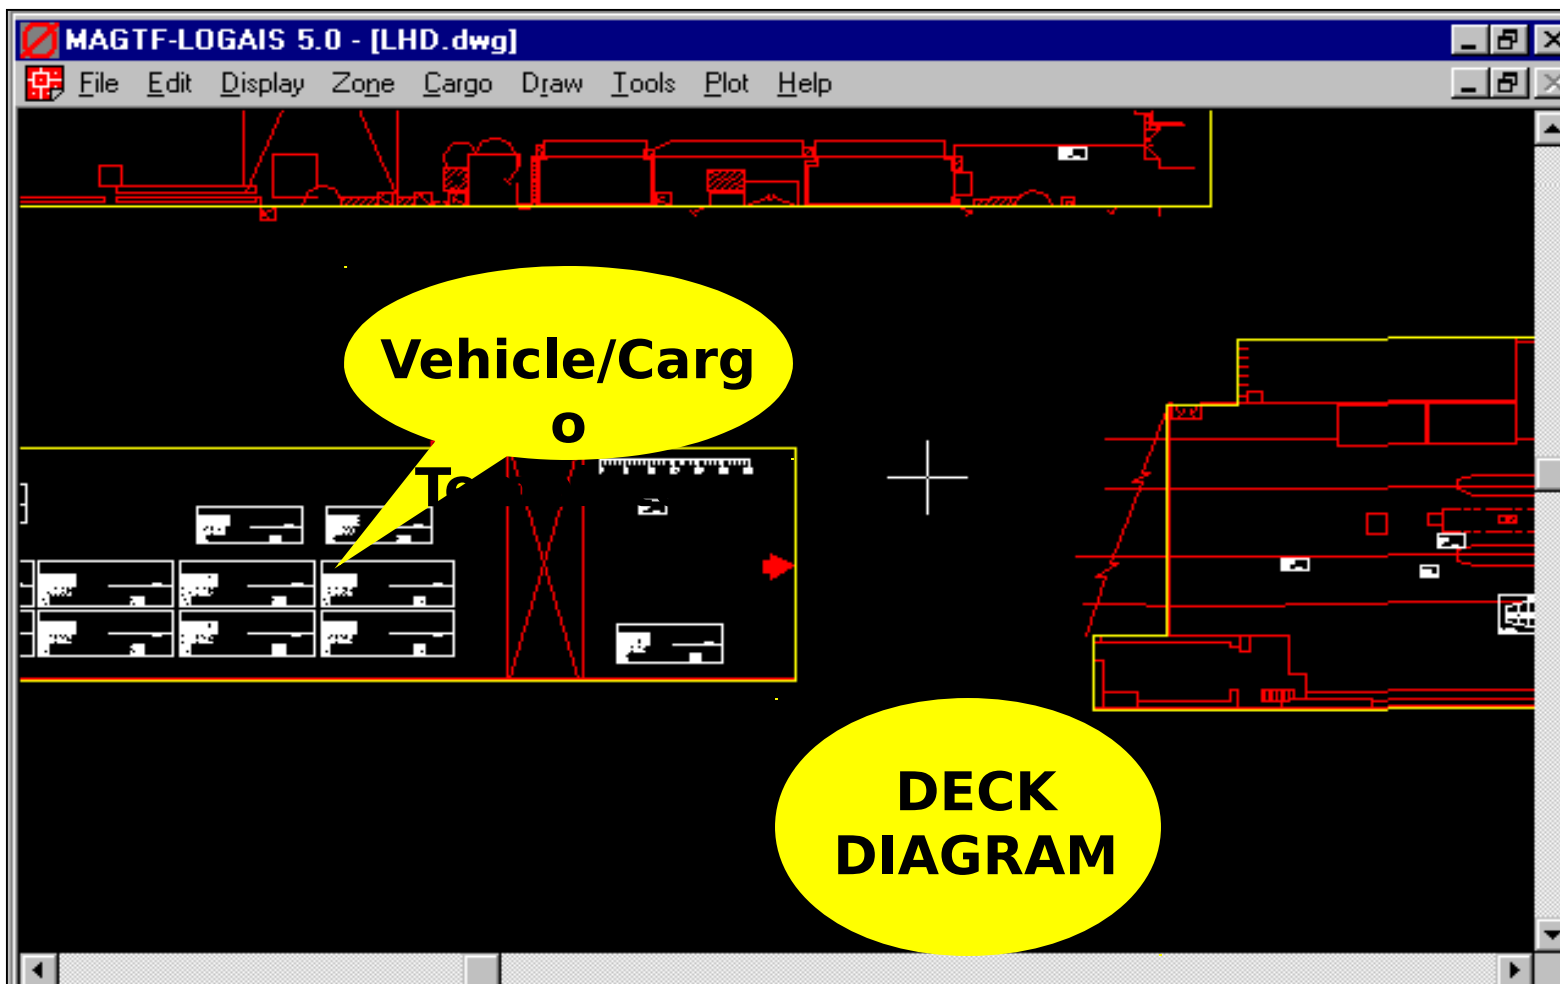 MAGTF-LOGAIS 5.0 - [LHD.dwg]
File Edit Display Zone Cargo Draw Tools Plot Help
Vehicle/Carg
o
DECK
DIAGRAM